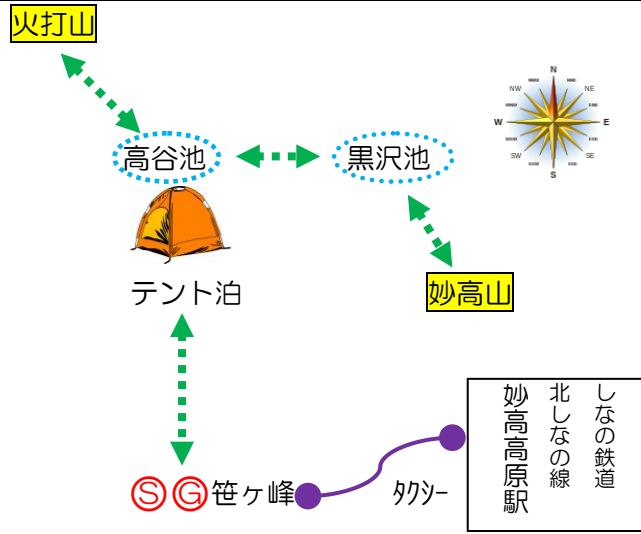 火打山
高谷池
黒沢池
テント泊
妙高山
N
NE
E
SE
S
SW
W
NW
しなの鉄道
北しなの線
妙高高原駅
ⓈⒼ笹ヶ峰
ﾀｸｼｰ